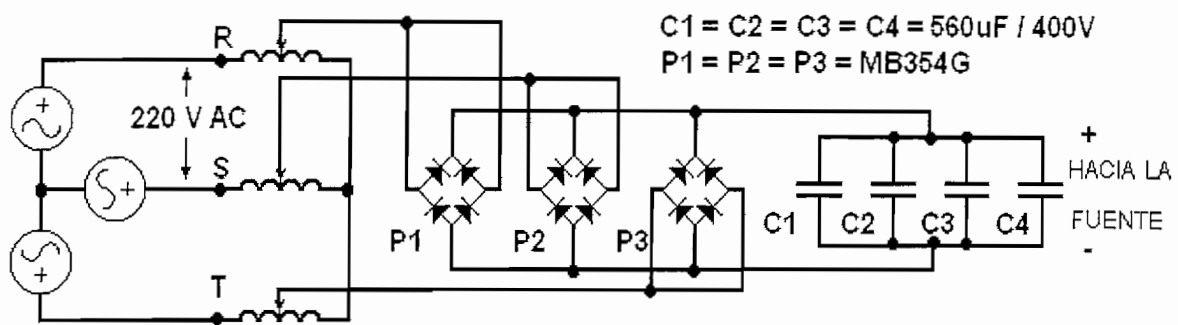 C1 = C2 = C3 = C4 = 560uF / 400V
P1 = P2 = P3 = MB354G
R
220 V AC
S
T
P1
P2
P3
C1
C2
C3
C4
+
HACIA LA
FUENTE
-